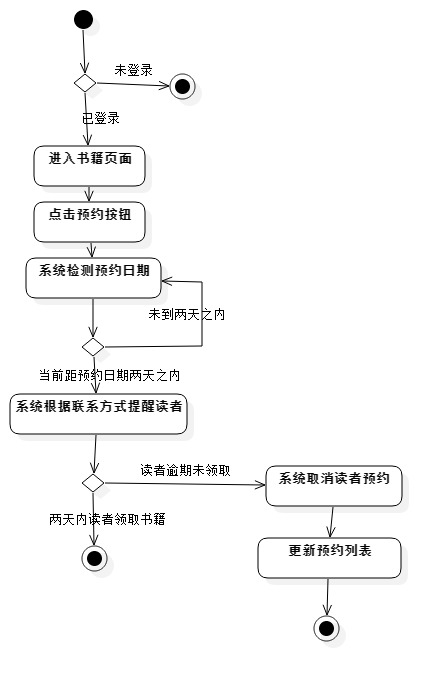 未登录
已登录
进入书籍页面
点击预约按钮
系统检测预约日期
未到两天之内
当前距预约日期两天之内
系统根据联系方式提醒读者
读者逾期未领取
系统取消读者预约
两天内读者领取书籍
更新预约列表